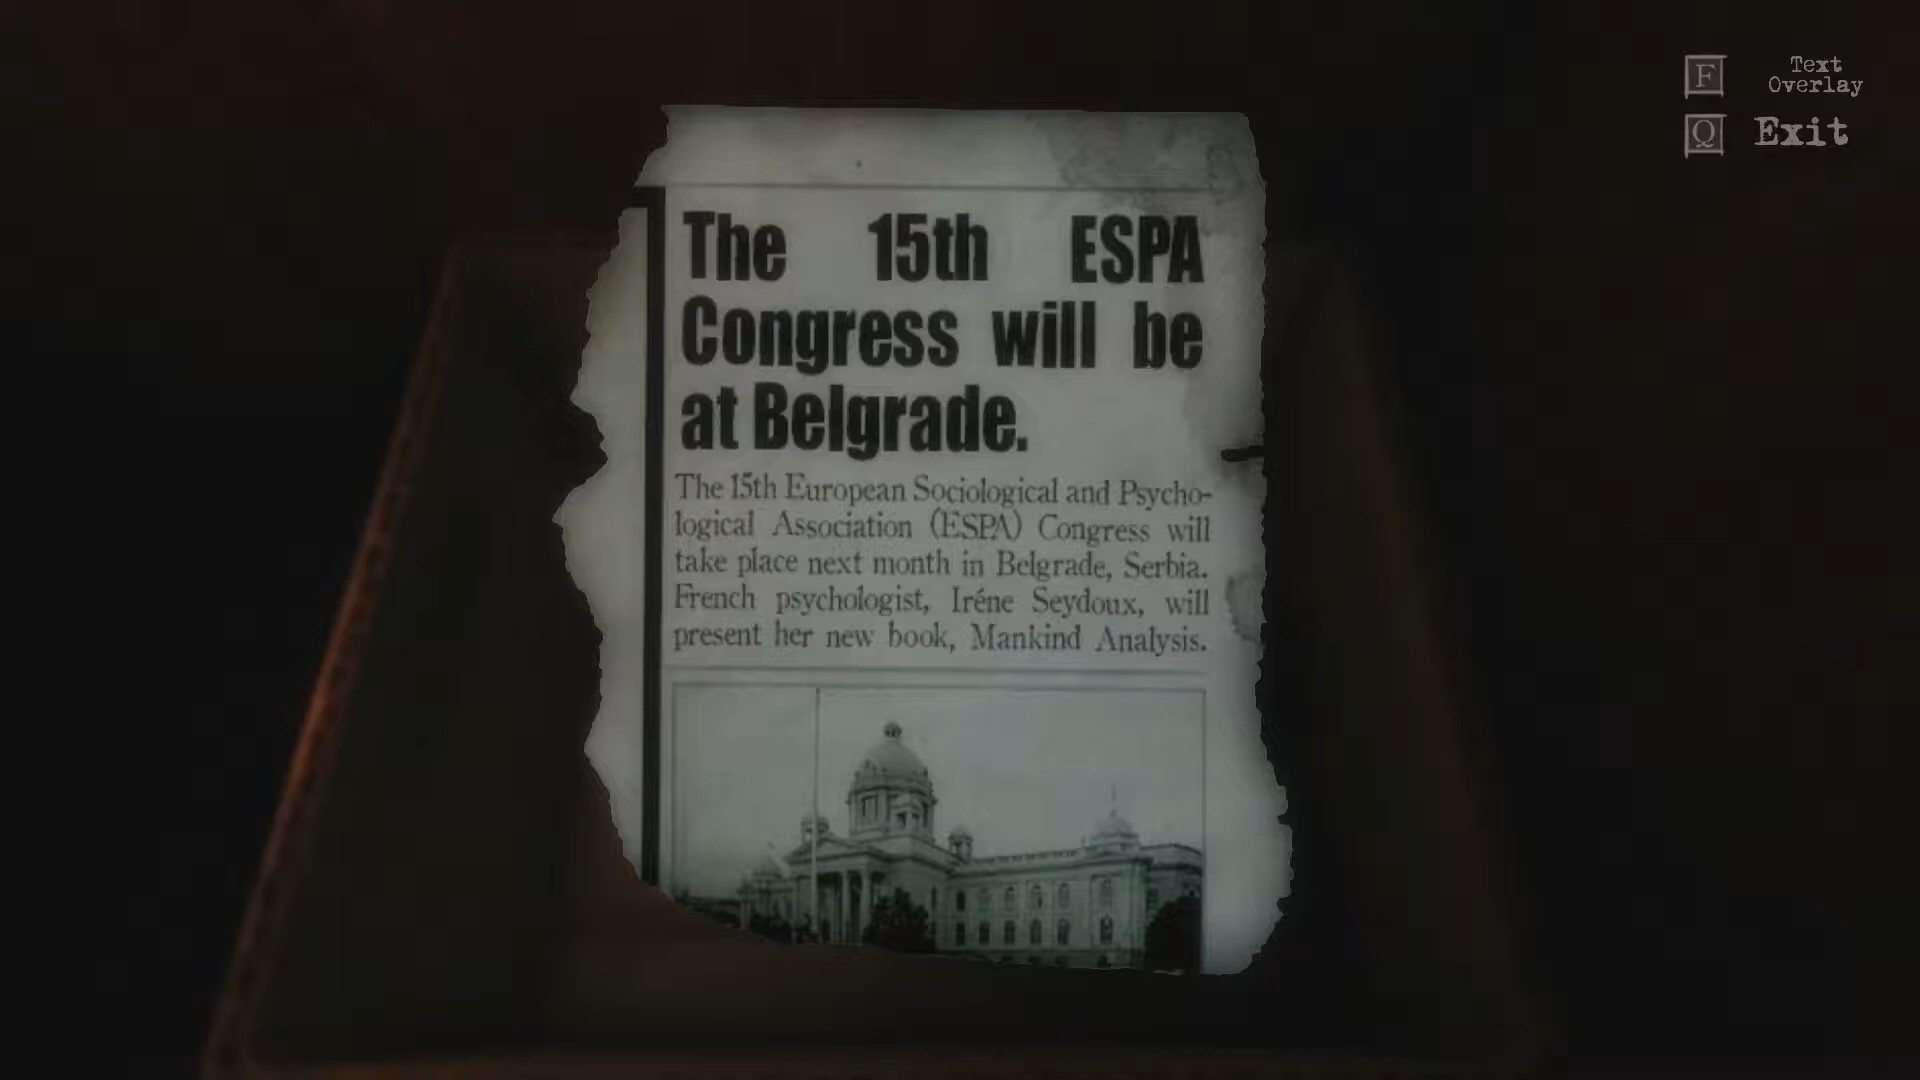 F Text
Overlay
Q Exit
The 15th ESPA
Congress will be
at Belgrade.
The 15th European Sociological and Psycho-
logical Association (ESPA) Congress will
take place next month in Belgrade, Serbia.
French psychologist, Iréne Seydoux, will
present her new book, Mankind Analysis.